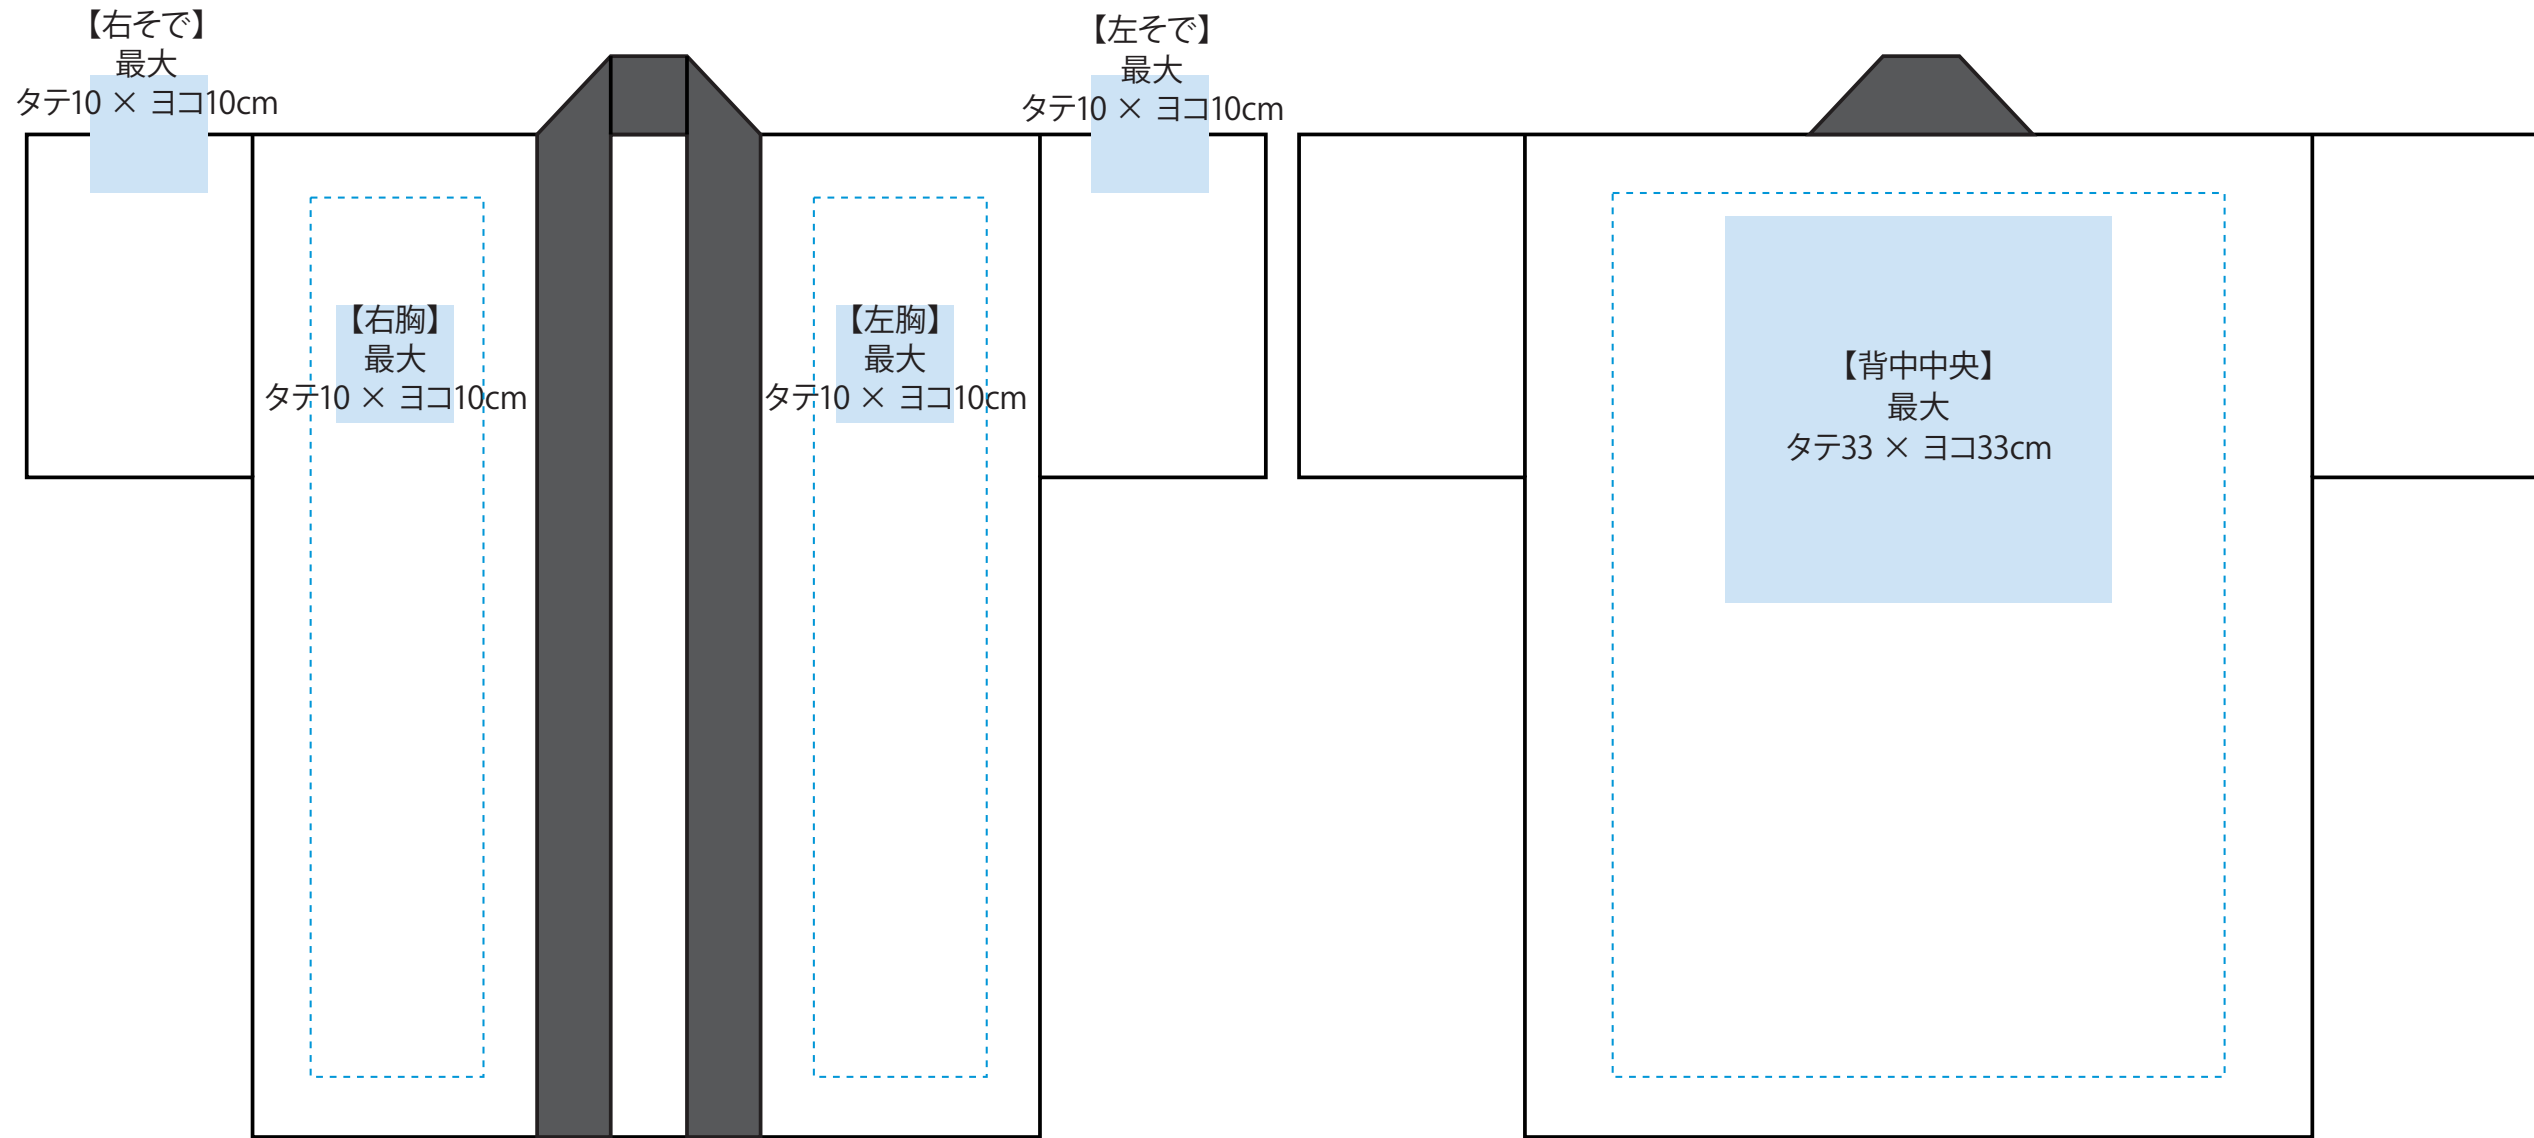 【右そで】
最大
タテ10 × ヨコ10cm
【左そで】
最大
タテ10 × ヨコ10cm
【右胸】
最大
タテ10 × ヨコ10cm
【左胸】
最大
タテ10 × ヨコ10cm
【背中中央】
最大
タテ33 × ヨコ33cm